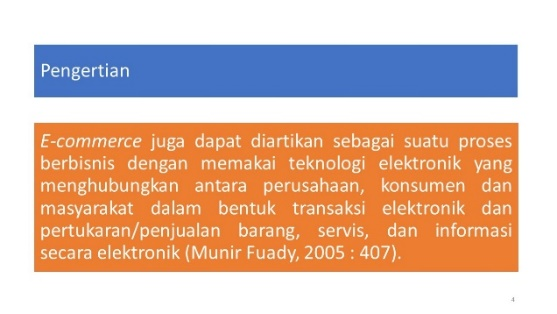 Pengertian
E-commerce juga dapat diartikan sebagai suatu proses
berbisnis dengan memakai teknologi elektronik yang
menghubungkan antara perusahaan, konsumen dan
masyarakat dalam bentuk transaksi elektronik dan
pertukaran/penjualan barang, servis, dan informasi
secara elektronik (Munir Fuady, 2005 : 407).
4